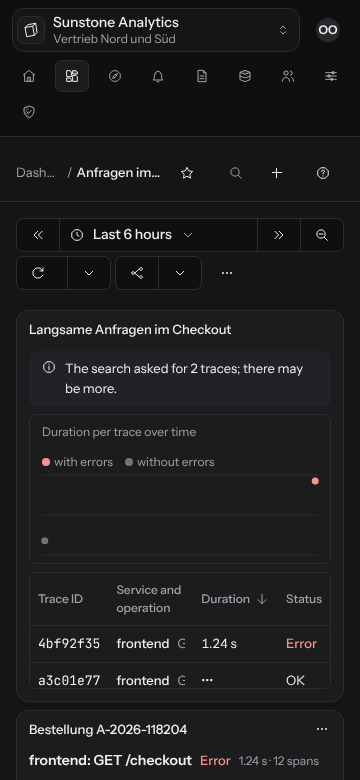 Sunstone Analytics
Vertrieb Nord und Süd
OO
Dash... / Anfragen im...
Last 6 hours
Langsame Anfragen im Checkout
The search asked for 2 traces; there may
be more.
Duration per trace over time
with errors without errors
Trace ID Service and operation Duration ↓ Status
4bf92f35 frontend G 1.24 s Error
a3c01e77 frontend G ... OK
Bestellung A-2026-118204 ...
frontend: GET /checkout Error 1.24 s · 12 spans